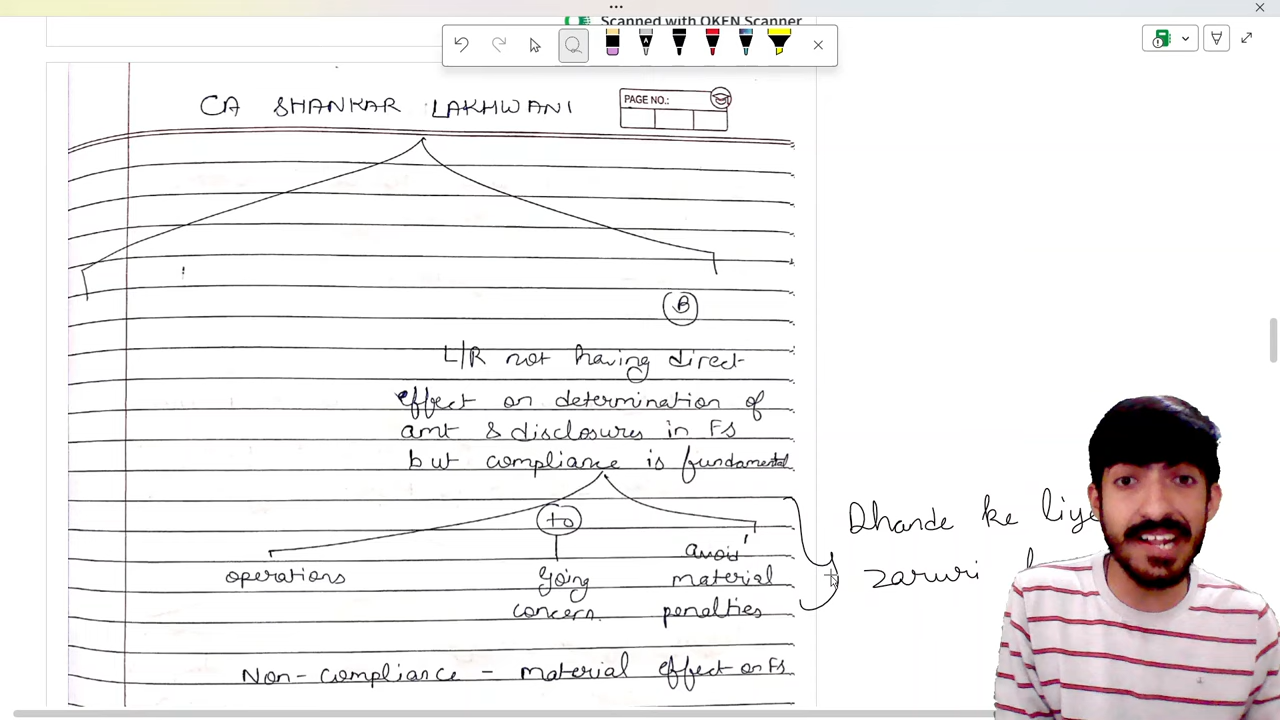 Scanned with OKEN Scanner
CA SHANKAR LAKHWANI
PAGE NO.:
B
L/R not having direct
effect on determination of
amt & disclosures in FS
but compliance is fundamental
to
operations
going
concern.
avoid
material
penalties
Dhande ke liye
zaruri
Non-compliance - material effect on FS